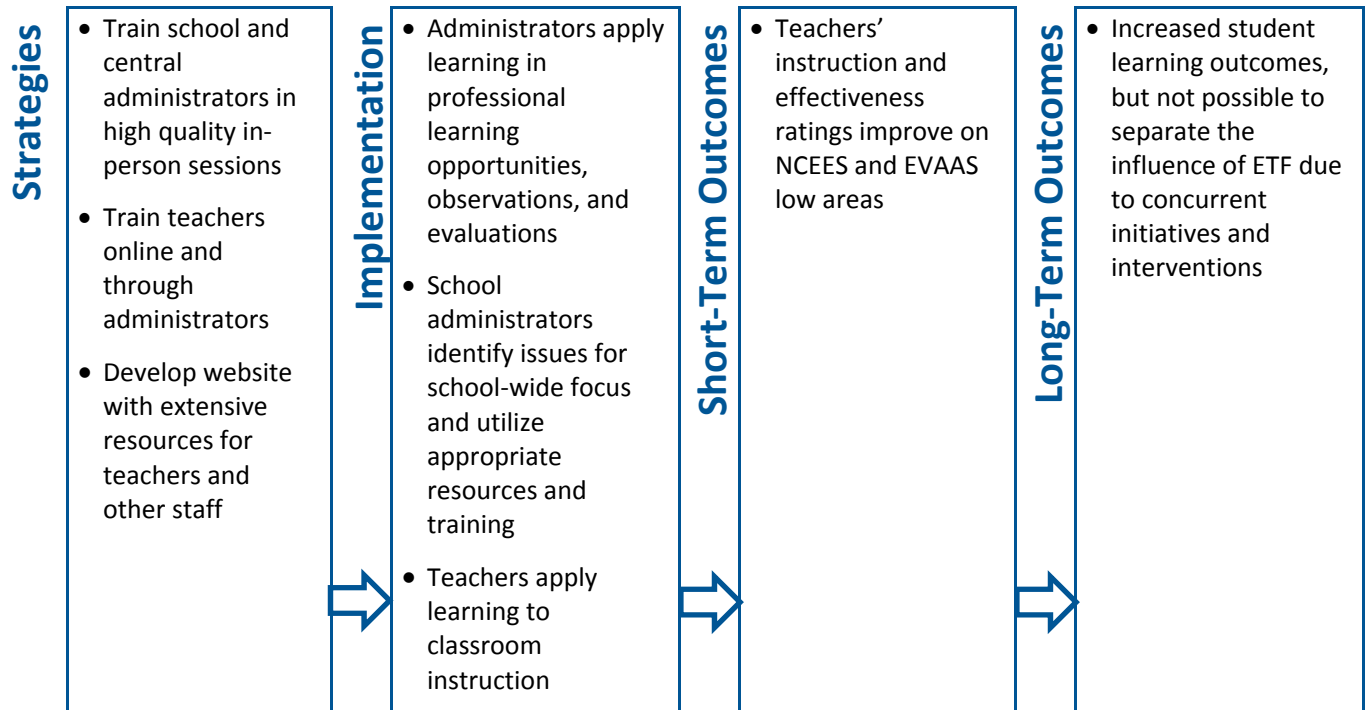 Strategies
• Train school and
central
administrators in
high quality in-
person sessions
• Train teachers
online and
through
administrators
• Develop website
with extensive
resources for
teachers and
other staff
Implementation
• Administrators apply
learning in
professional
learning
opportunities,
observations, and
evaluations
• School
administrators
identify issues for
school-wide focus
and utilize
appropriate
resources and
training
• Teachers apply
learning to
classroom
instruction
Short-Term Outcomes
• Teachers’
instruction and
effectiveness
ratings improve on
NCEES and EVAAS
low areas
Long-Term Outcomes
• Increased student
learning outcomes,
but not possible to
separate the
influence of ETF due
to concurrent
initiatives and
interventions